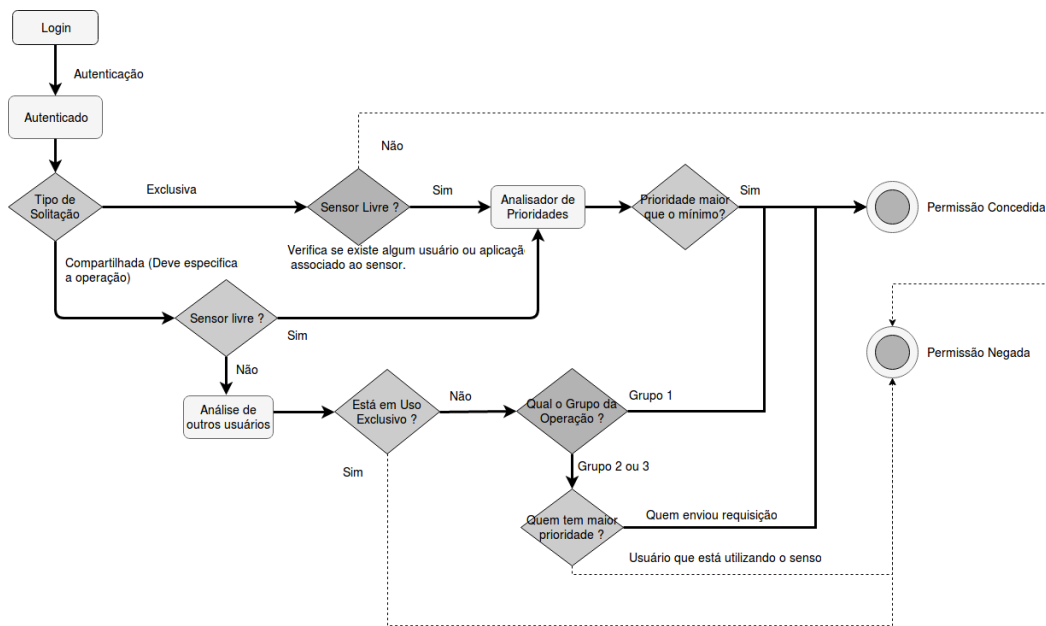 Login
Autenticação
Autenticado
Não
Tipo de
Solitação
Exclusiva
Sensor Livre ?
Sim
Analisador de
Prioridades
Prioridade maior
que o mínimo?
Sim
Permissão Concedida
Verifica se existe algum usuário ou aplicaçã
associado ao sensor.
Compartilhada (Deve especifica
a operação)
Sensor livre ?
Sim
Permissão Negada
Não
Análise de
outros usuários
Está em Uso
Exclusivo ?
Não
Qual o Grupo da
Operação ?
Grupo 1
Sim
Grupo 2 ou 3
Quem tem maior
prioridade ?
Quem enviou requisição
Usuário que está utilizando o senso